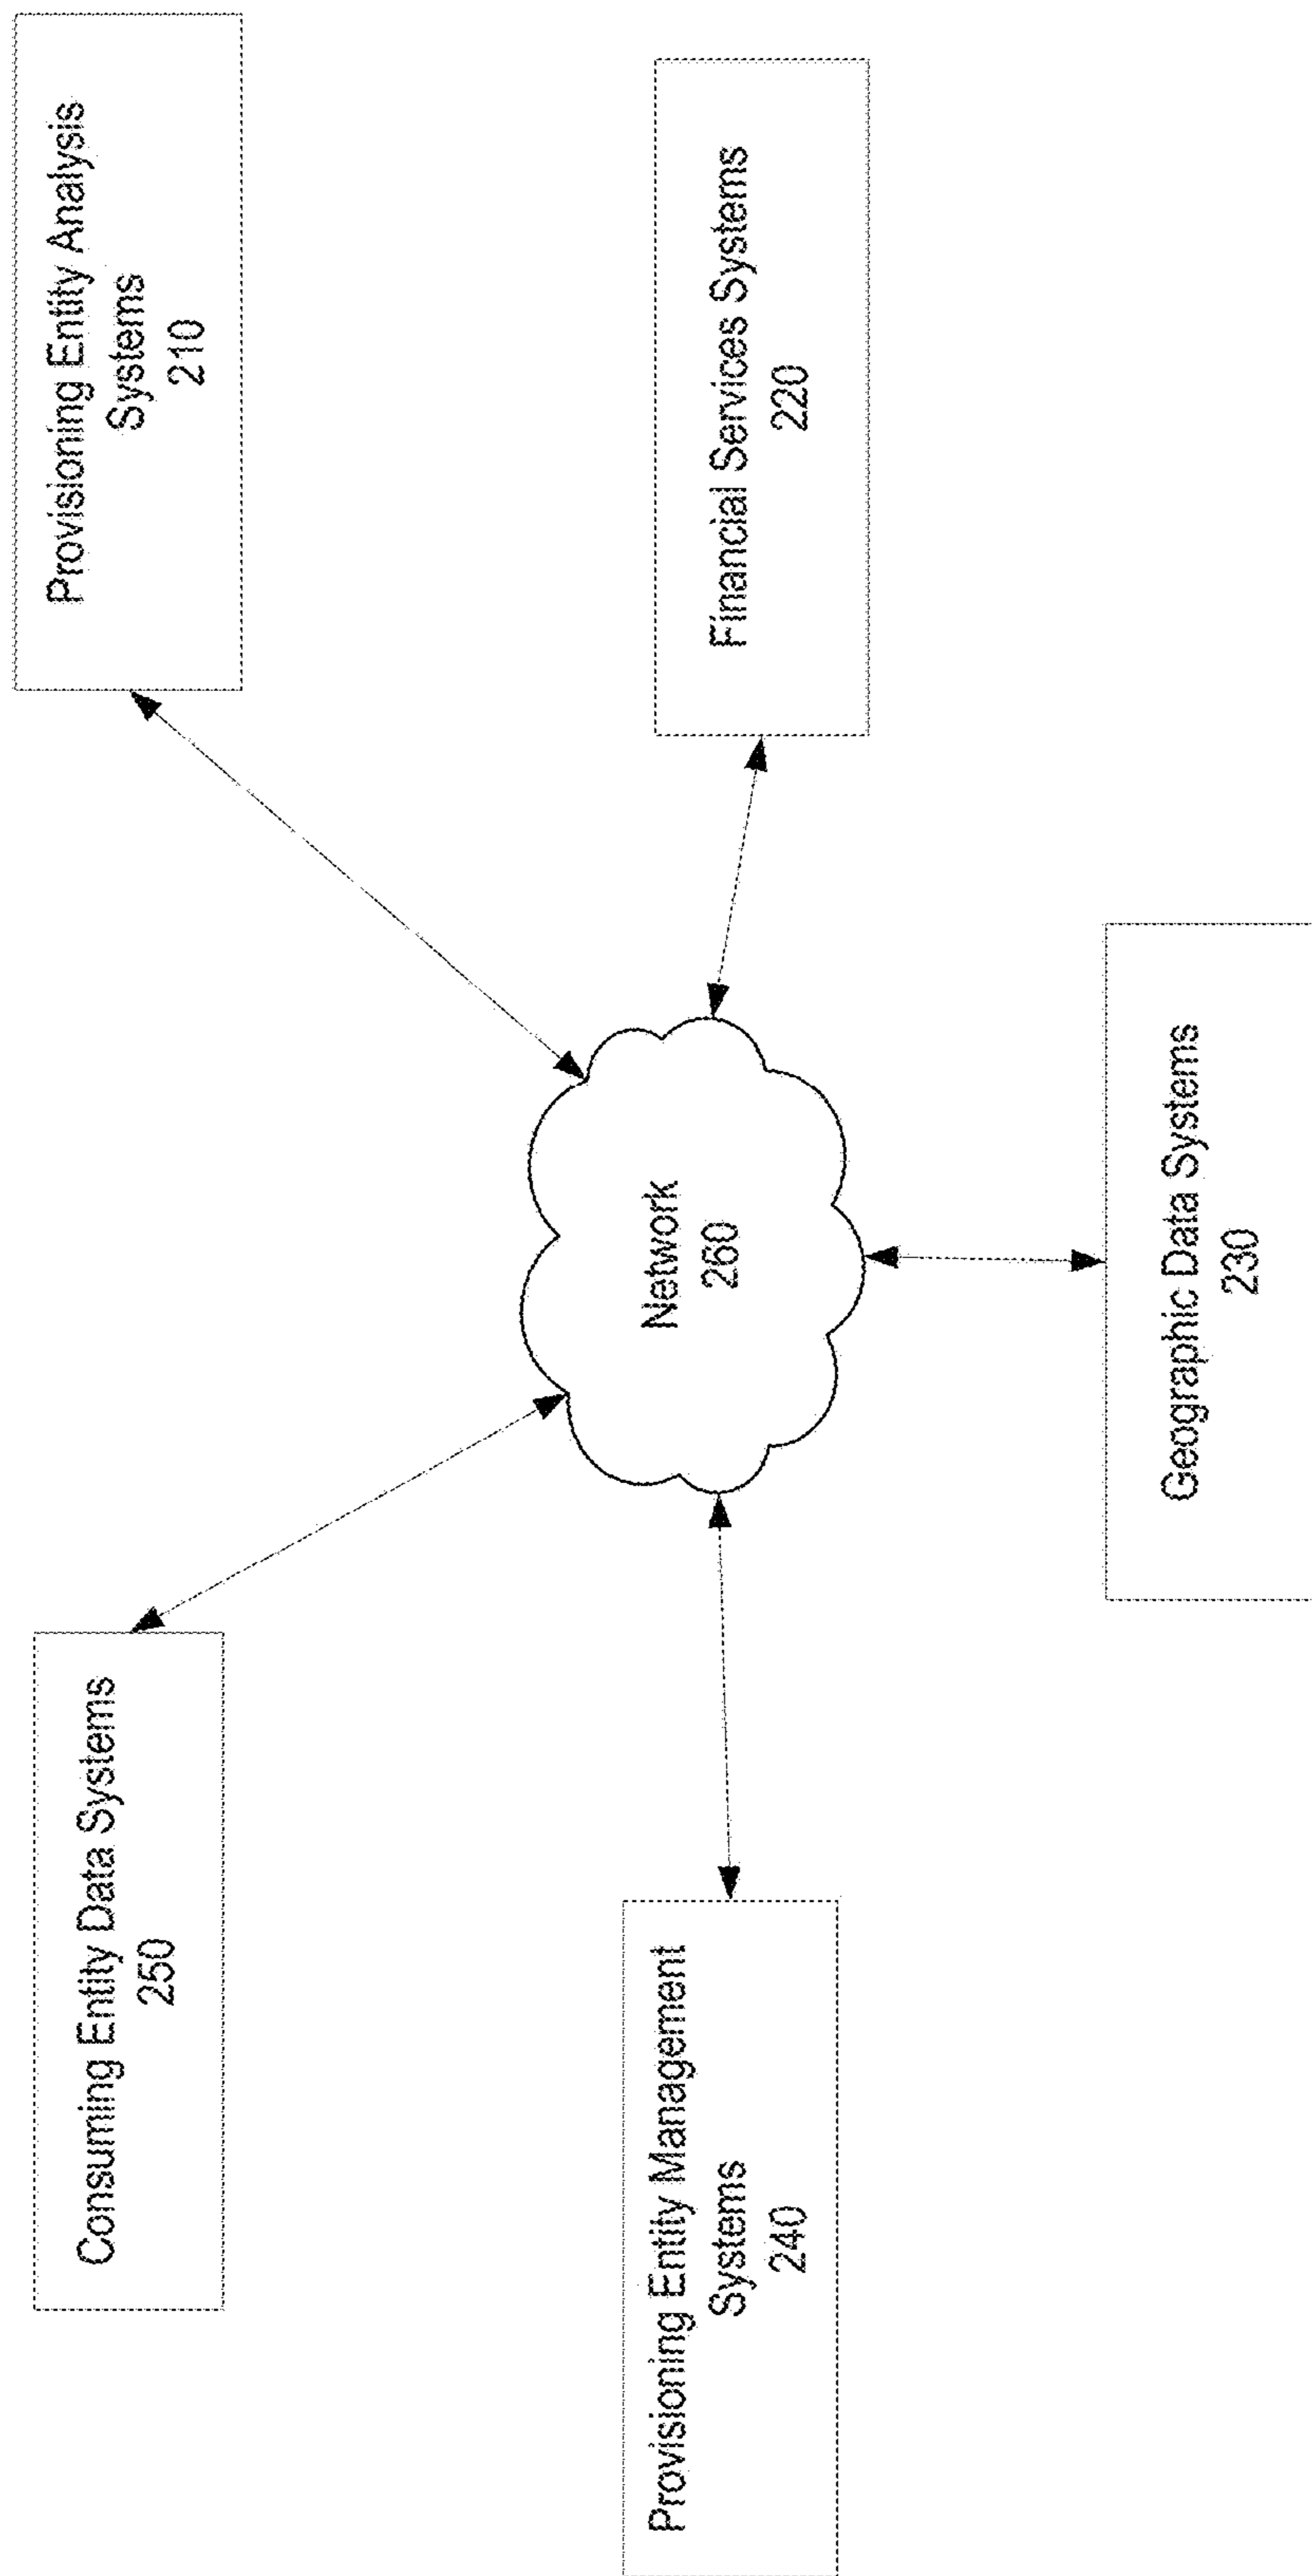 Consuming Entity Data Systems
250
Provisioning Entity Analysis
Systems
210
Provisioning Entity Management
Systems
240
Network
260
Financial Services Systems
220
Geographic Data Systems
230